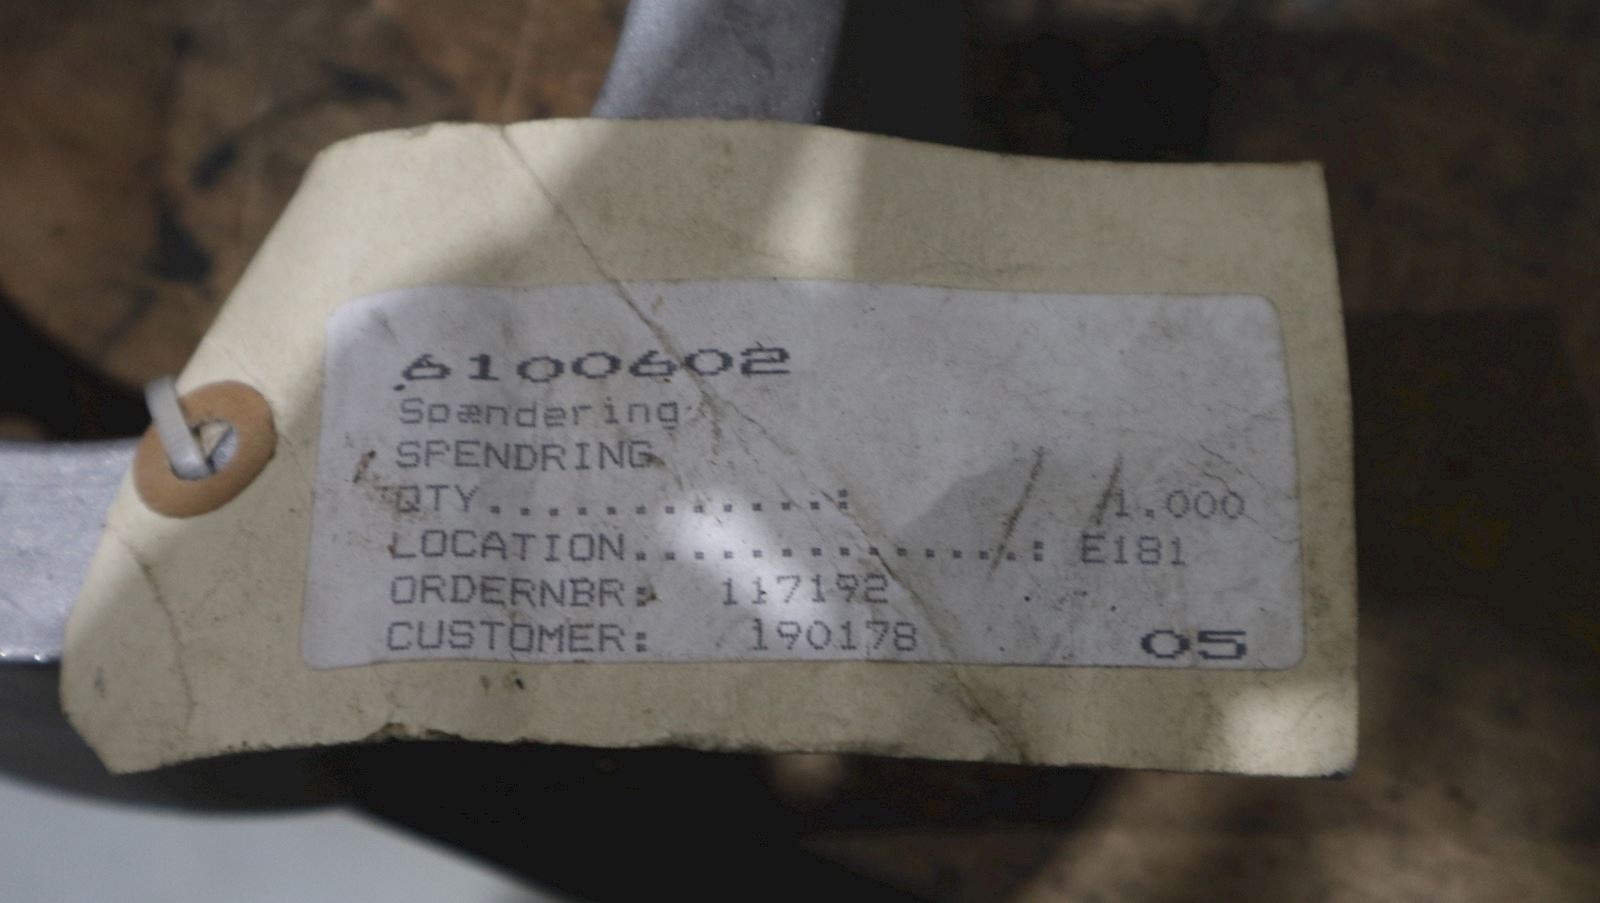 6100602
Spændering
SPENDRING
QTY.............: 1.000
LOCATION..............: E181
ORDERNBR: 117192
CUSTOMER: 190178 05